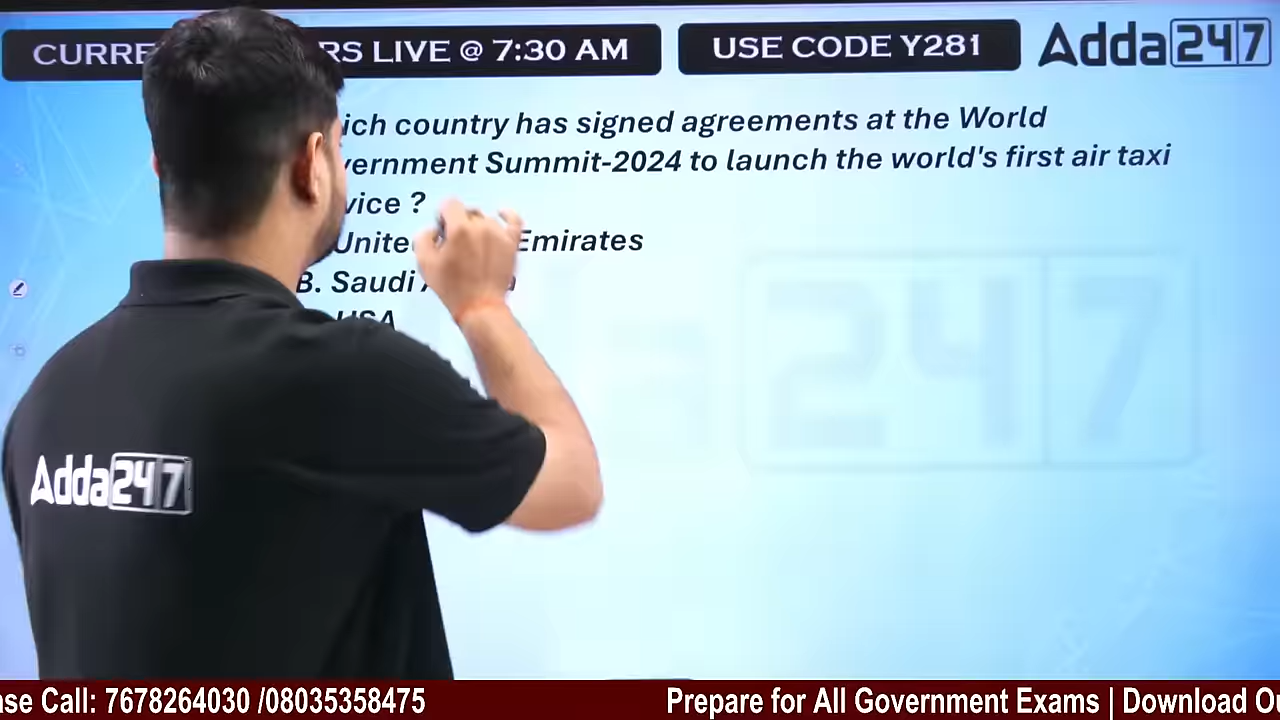 CURRE RS LIVE @ 7:30 AM
USE CODE Y281
Adda247
ich country has signed agreements at the World
vernment Summit-2024 to launch the world's first air taxi
vice ?
Unite Emirates
B. Saudi
USA
Adda247
ase Call: 7678264030 /08035358475
Prepare for All Government Exams | Download Ou